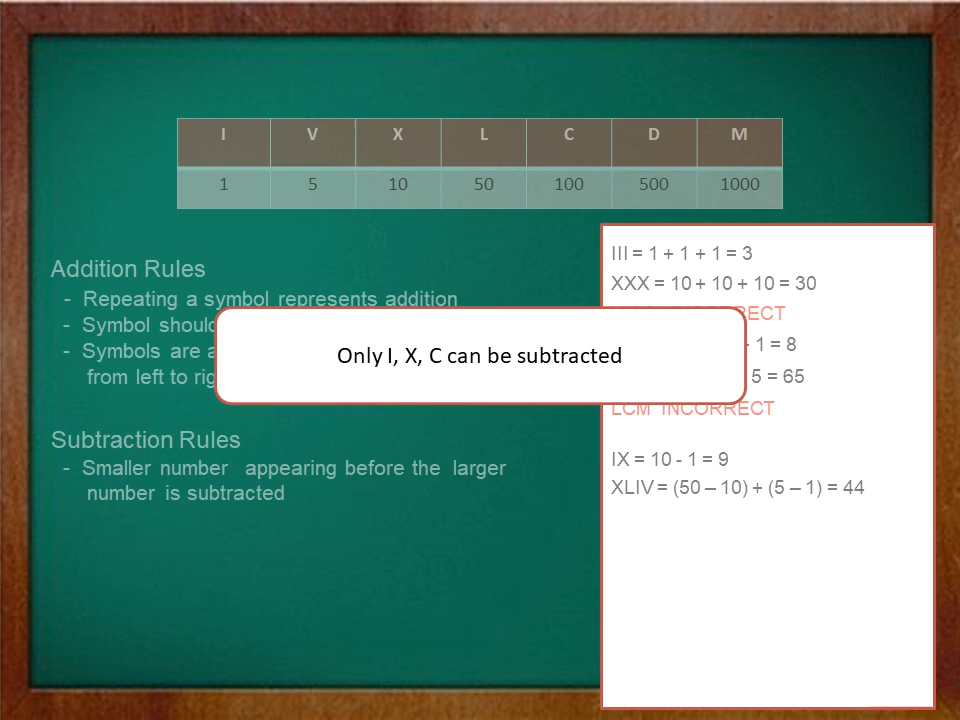 I V X L C D M
1 5 10 50 100 500 1000
Addition Rules
- Repeating a symbol represents addition
- Symbol
- Symbols are
from left to
Subtraction Rules
- Smaller number appearing before the larger
number is subtracted
Only I, X, C can be subtracted
III = 1 + 1 + 1 = 3
XXX = 10 + 10 + 10 = 30
1 = 8
5 = 65
LCM INCORRECT
IX = 10 - 1 = 9
XLIV = (50 – 10) + (5 – 1) = 44